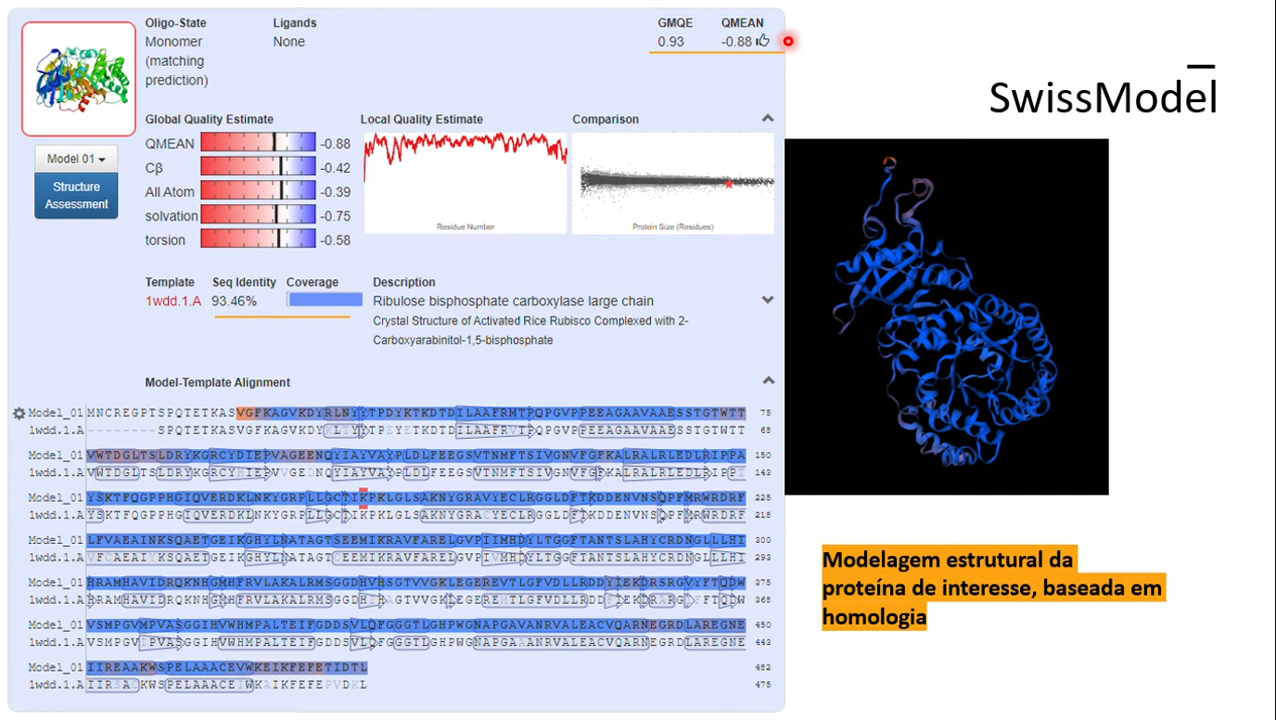 Oligo-State
Monomer
(matching
prediction)
Ligands
None
GMQE QMEAN
0.93 -0.88
SwissModel
Model 01
Structure
Assessment
Global Quality Estimate
QMEAN -0.88
Cβ -0.42
All Atom -0.39
solvation -0.75
torsion -0.58
Local Quality Estimate
Residue Number
Comparison
Protein Size (Residues)
Template Seq Identity Coverage Description
1wdd.1.A 93.46% Ribulose bisphosphate carboxylase large chain
Crystal Structure of Activated Rice Rubisco Complexed with 2-
Carboxyarabinitol-1,5-bisphosphate
Model-Template Alignment
Model_01 MNCREGPTSPQTETKASVGFKAGVKDYRLNYYTPDYKTKDTDILAAFRMTPQPGVPPEEAGAAVAAESSTGTWTT 75
1wdd.1.A 68
Model_01 VWTDGLTSLDRYKGRCYDIEPVAGEENQYIAYVAYPLDLFEEGSVTNMFTSIVGNVFGFKALRALRLEDLRIPPA 150
1wdd.1.A 143
Model_01 YSKTFQGPPHGIQVERDKLNKYGRPLLGCTIKPKLGLSAKNYGRAVYECLRGGLDFTKDDENVNSQPFMRWRDRF 225
1wdd.1.A 218
Model_01 LFVAEAINKSQAETGEIKGHYLNATAGTSEEMIKRAVFARELGVPIIMHDYLTGGFTANTSLAHYCRDNGLLLHI 300
1wdd.1.A 293
Model_01 HRAMHAVIDRQKNHGMHFRVLAKALRMSGGDHVHSGTVVGKLEGEREVTLGFVDLLRDDYIEKDRSRGVYFTQDW 375
1wdd.1.A 368
Model_01 VSMPGVMPVASGGIHVWHMPALTEIFGDDSVLQFGGGTLGHPWGNAPGAVANRVALEACVQARNEGRDLAREGNE 450
1wdd.1.A 443
Model_01 IIREAAKWSPELAAACEVWKEIKFEFETIDTL 482
1wdd.1.A 475
Modelagem estrutural da
proteína de interesse, baseada em
homologia